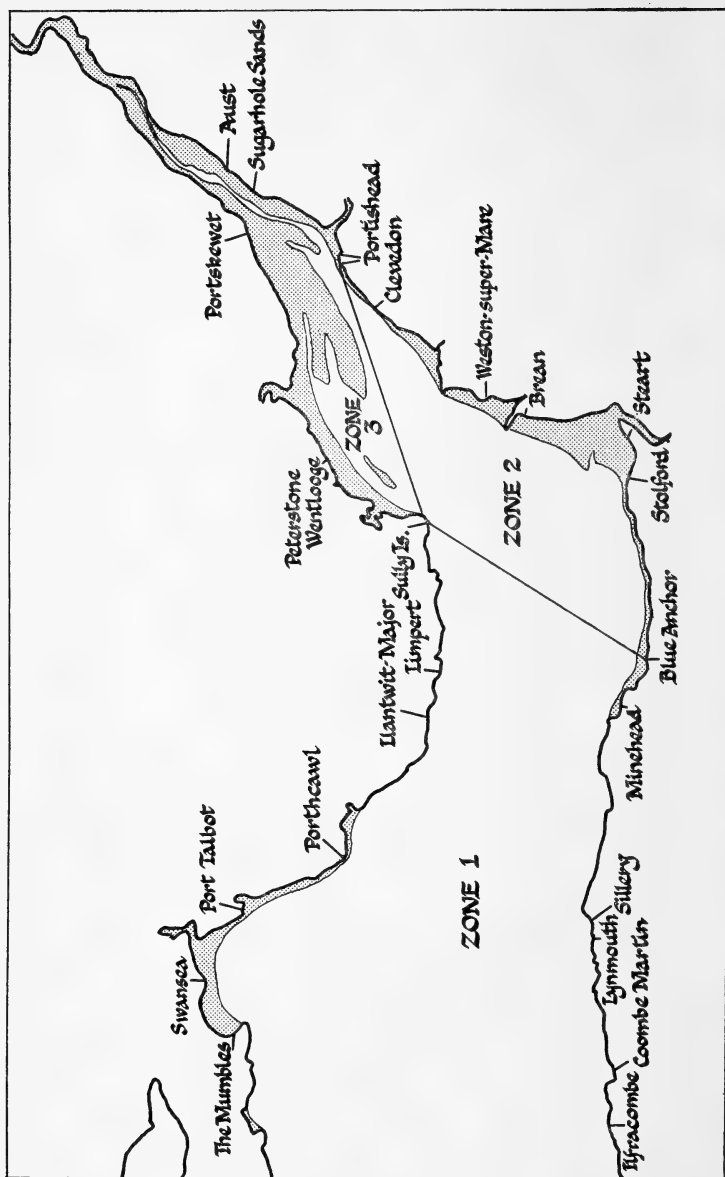 Aust
Sugarhole Sands
Portskewet
Portishead
Clevedon
Weston-super-Mare
Brean
Steart
Stolford
ZONE
3
ZONE 2
Peterstone
Wentlooge
Sully Is.
Llantwit-Major
Limpert
Blue Anchor
Minehead
Porthcawl
Port Talbot
ZONE 1
Swansea
The Mumbles
Sillery
Lynmouth
Coombe Martin
Ilfracombe